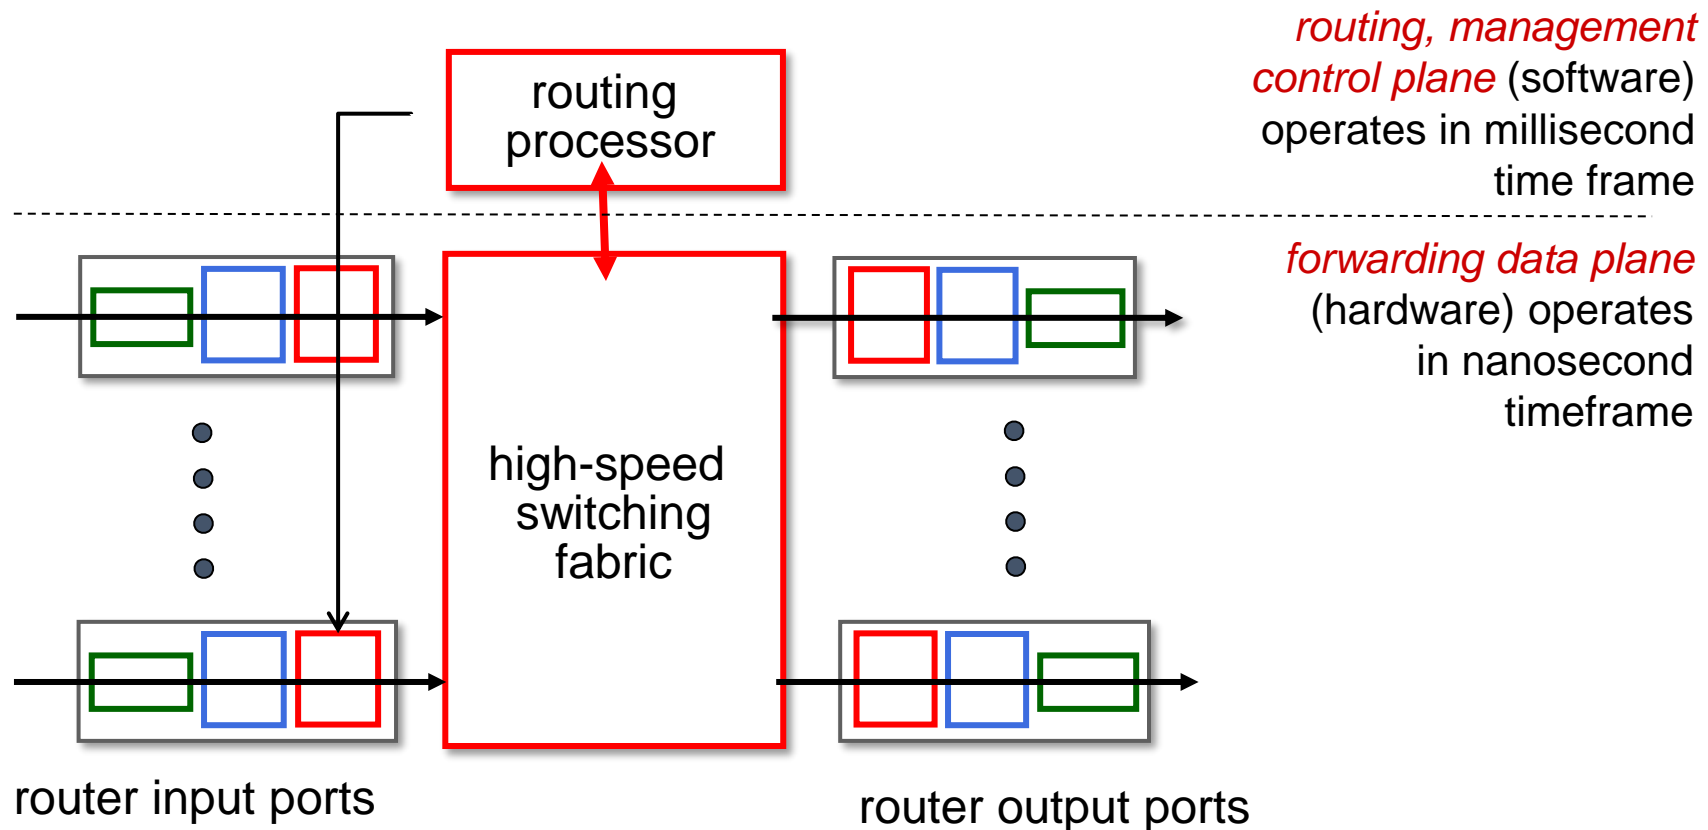 routing, management
control plane (software)
operates in millisecond
time frame
routing
processor
forwarding data plane
(hardware) operates
in nanosecond
timeframe
high-speed
switching
fabric
router input ports
router output ports